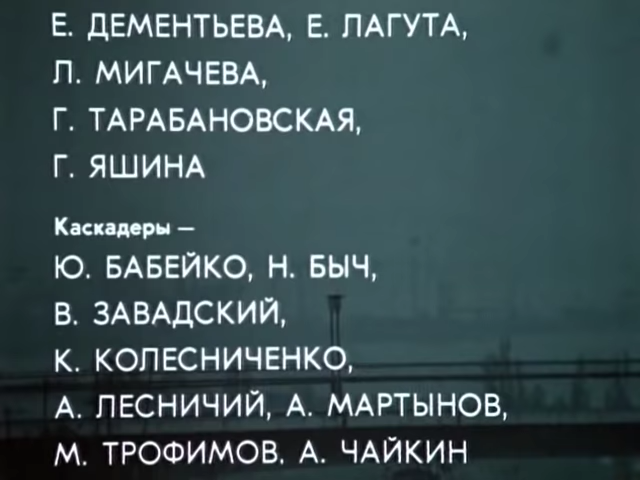 Е. ДЕМЕНТЬЕВА, Е. ЛАГУТА,
Л. МИГАЧЕВА,
Г. ТАРАБАНОВСКАЯ,
Г. ЯШИНА
Каскадеры —
Ю. БАБЕЙКО, Н. БЫЧ,
В. ЗАВАДСКИЙ,
К. КОЛЕСНИЧЕНКО,
А. ЛЕСНИЧИЙ, А. МАРТЫНОВ,
М. ТРОФИМОВ. А. ЧАЙКИН